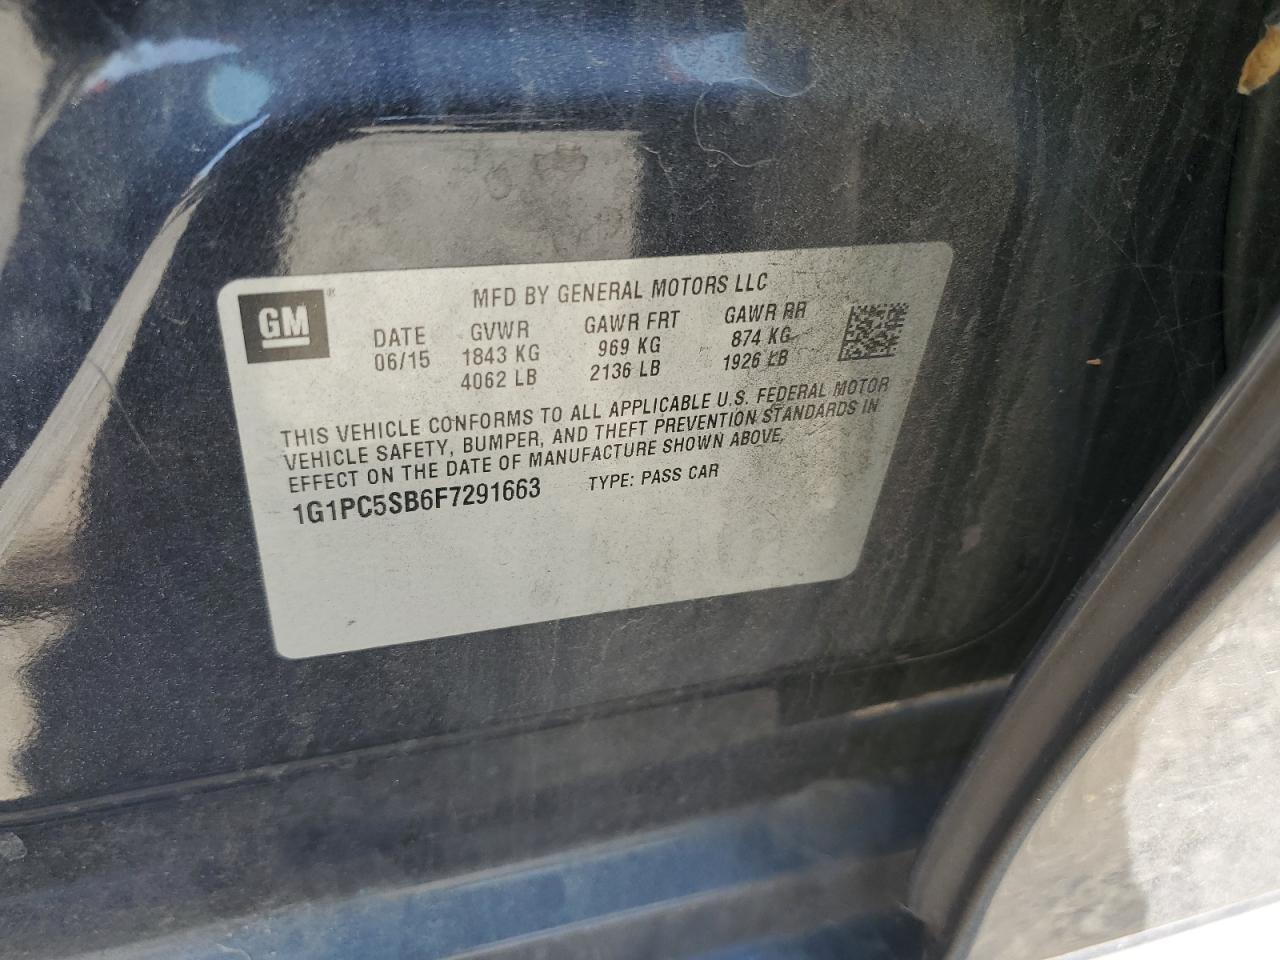 GM
MFD BY GENERAL MOTORS LLC
DATE GVWR GAWR FRT GAWR RR
06/15 1843 KG 969 KG 874 KG
4062 LB 2136 LB 1926 LB
THIS VEHICLE CONFORMS TO ALL APPLICABLE U.S. FEDERAL MOTOR
VEHICLE SAFETY, BUMPER, AND THEFT PREVENTION STANDARDS IN
EFFECT ON THE DATE OF MANUFACTURE SHOWN ABOVE,
1G1PC5SB6F7291663 TYPE: PASS CAR